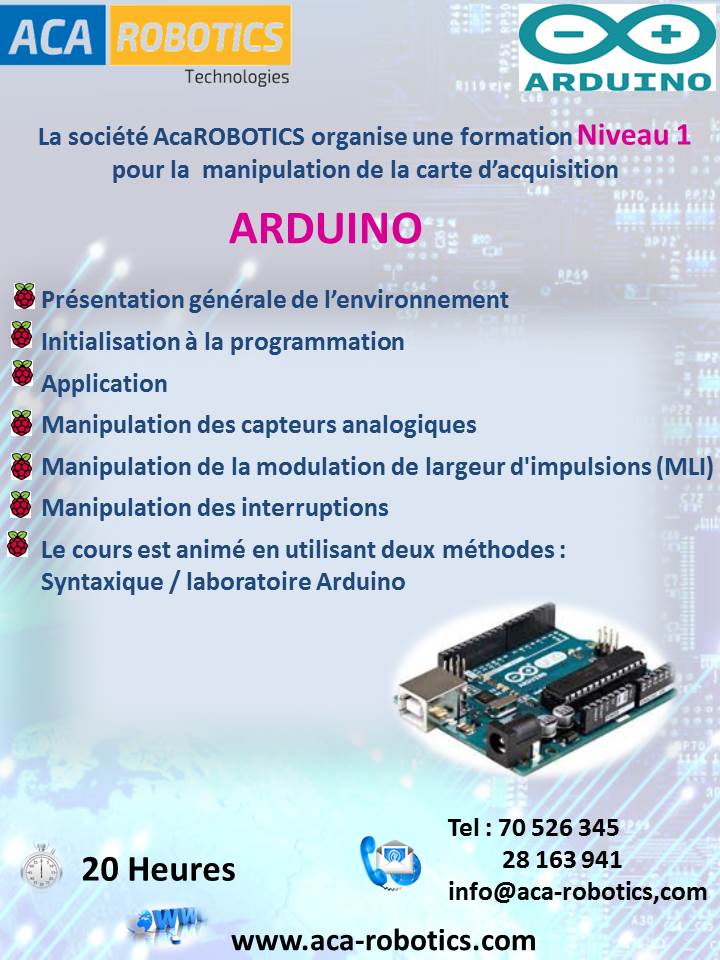 ACA ROBOTICS
Technologies
ARDUINO
La société AcaROBOTICS organise une formation Niveau 1
pour la manipulation de la carte d’acquisition
ARDUINO
Présentation générale de l’environnement
Initialisation à la programmation
Application
Manipulation des capteurs analogiques
Manipulation de la modulation de largeur d'impulsions (MLI)
Manipulation des interruptions
Le cours est animé en utilisant deux méthodes :
Syntaxique / laboratoire Arduino
ARDUINO
Tel : 70 526 345
28 163 941
info@aca-robotics,com
20 Heures
www.aca-robotics.com